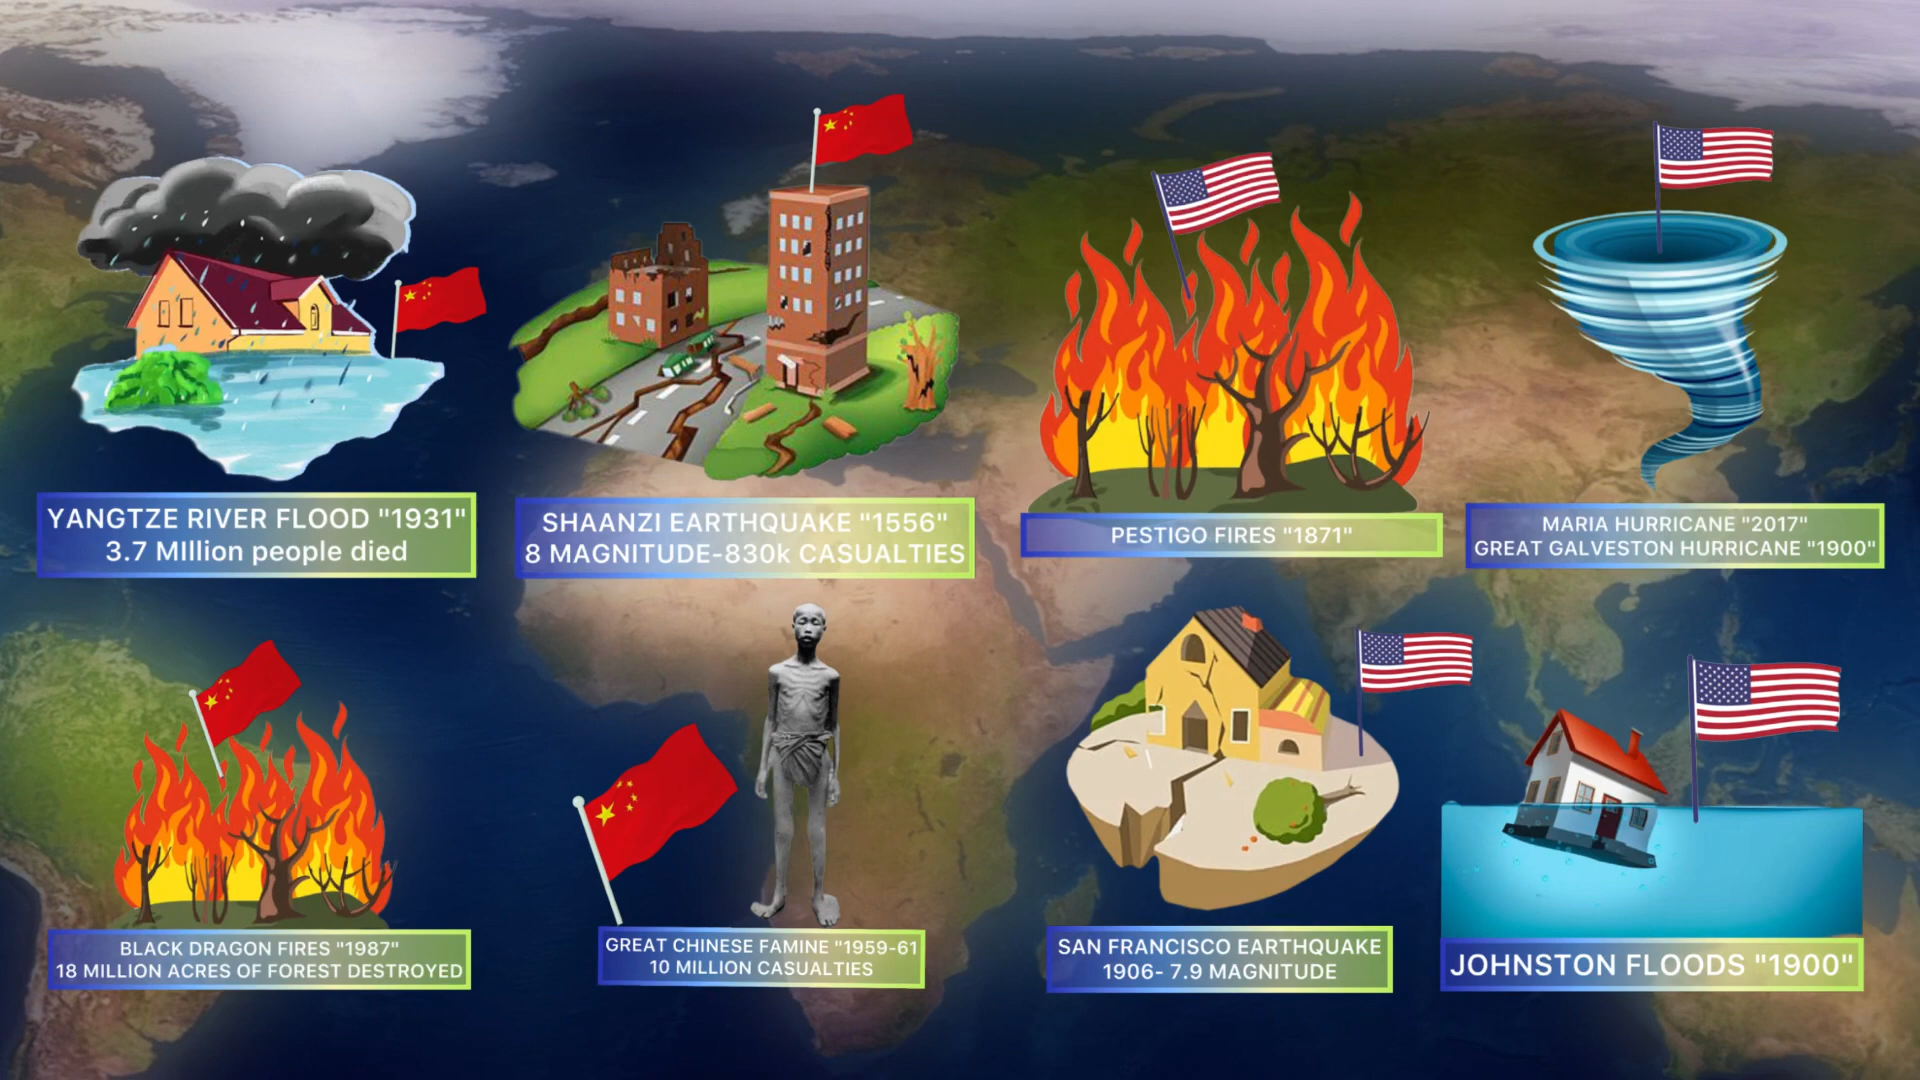 YANGTZE RIVER FLOOD "1931"
3.7 MIllion people died
SHAANZI EARTHQUAKE "1556"
8 MAGNITUDE-830k CASUALTIES
PESTIGO FIRES "1871"
MARIA HURRICANE "2017"
GREAT GALVESTON HURRICANE "1900"
BLACK DRAGON FIRES "1987"
18 MILLION ACRES OF FOREST DESTROYED
GREAT CHINESE FAMINE "1959-61
10 MILLION CASUALTIES
SAN FRANCISCO EARTHQUAKE
1906- 7.9 MAGNITUDE
JOHNSTON FLOODS "1900"